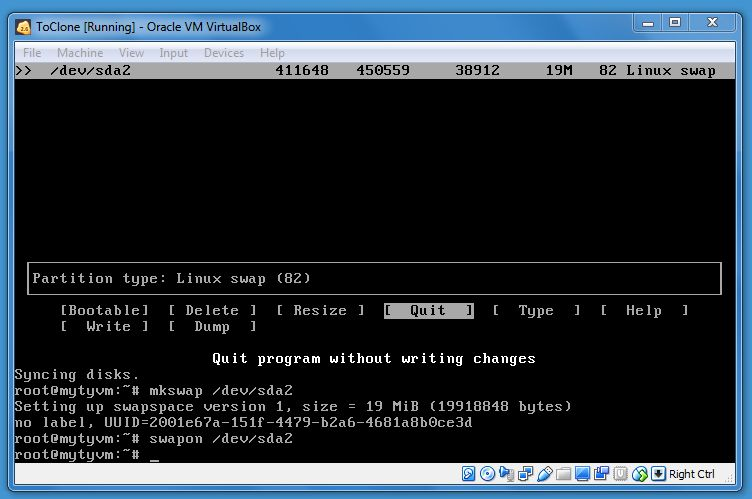 ToClone [Running] - Oracle VM VirtualBox
File Machine View Input Devices Help
>> /dev/sda2 411648 450559 38912 19M 82 Linux swap
Partition type: Linux swap (82)
[Bootable] [ Delete ] [ Resize ] [ Quit ] [ Type ] [ Help ]
[ Write ] [ Dump ]
Quit program without writing changes
Syncing disks.
root@mytyvm:~# mkswap /dev/sda2
Setting up swapspace version 1, size = 19 MiB (19918848 bytes)
no label, UUID=2001e67a-151f-4479-b2a6-4681a8b0ce3d
root@mytyvm:~# swapon /dev/sda2
root@mytyvm:~# _
Right Ctrl